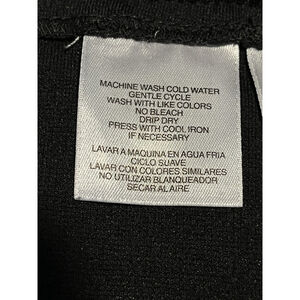 MACHINE WASH COLD WATER
GENTLE CYCLE
WASH WITH LIKE COLORS
NO BLEACH
DRIP DRY
PRESS WITH COOL IRON
IF NECESSARY
LAVAR A MAQUINA EN AGUA FRIA
CICLO SUAVE
LAVAR CON COLORES SIMILARES
NO UTILIZAR BLANQUEADOR
SECAR AL AIRE